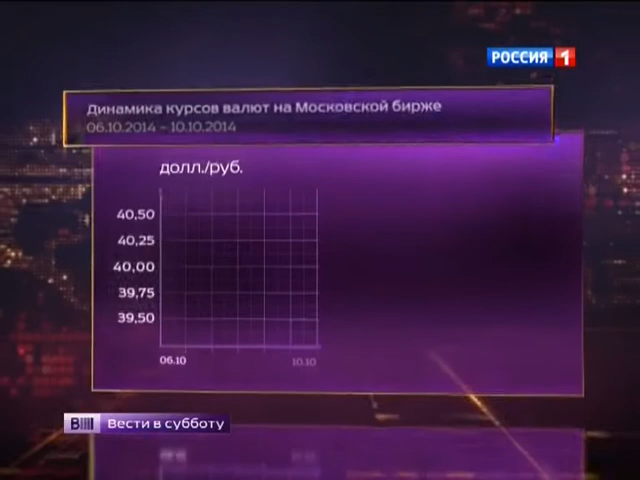 РОССИЯ 1
Динамика курсов валют на Московской бирже
06.10.2014 – 10.10.2014
долл./руб.
40,50
40,25
40,00
39,75
39,50
06.10 10.10
В Вести в субботу